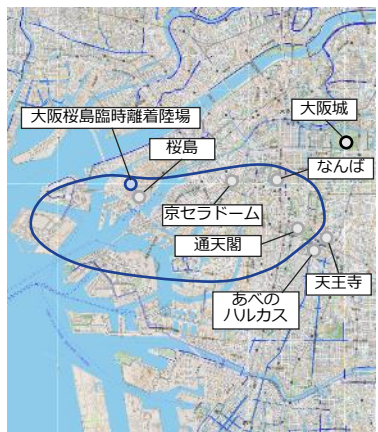 大阪城
大阪桜島臨時離着陸場
桜島
なんば
京セラドーム
通天閣
天王寺
あべの
ハルカス